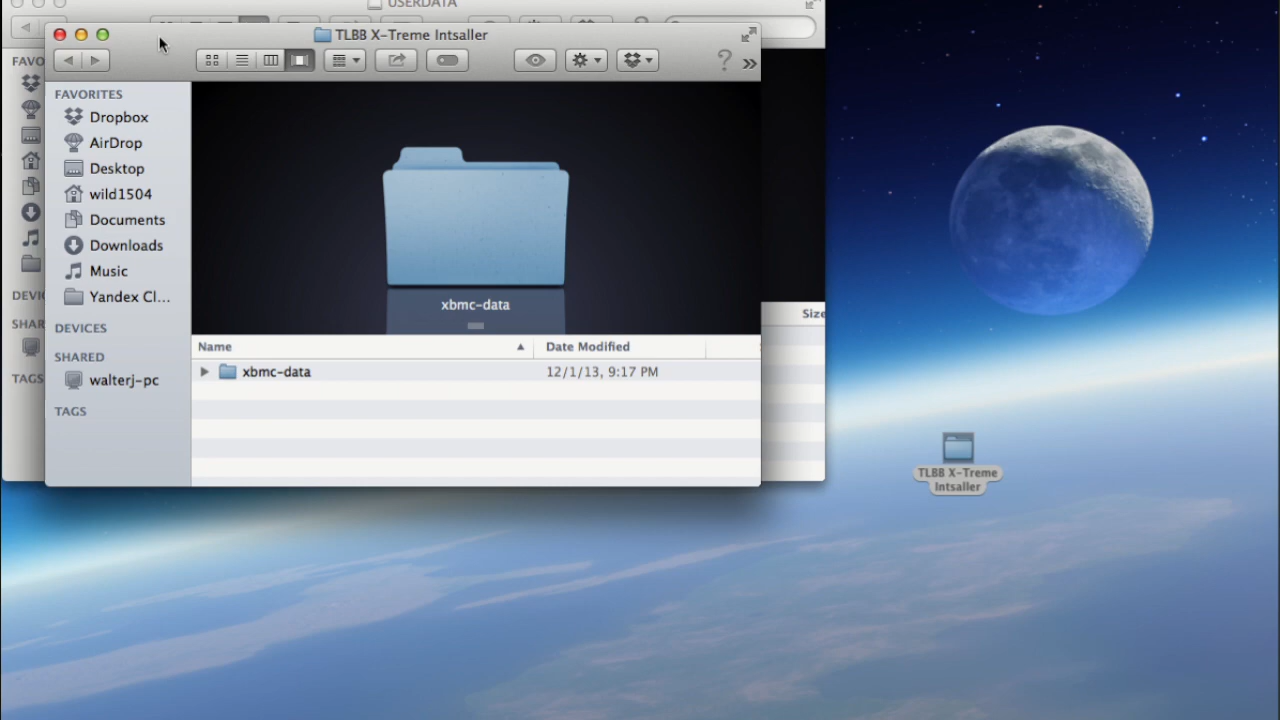 USERDATA
TLBB X-Treme Intsaller
FAVO
FAVORITES
Dropbox
AirDrop
Desktop
wild1504
Documents
Downloads
Music
Yandex Cl...
DEVI
DEVICES
SHAR
SHARED
walterj-pc
TAGS
TAGS
xbmc-data
Name
Date Modified
Size
xbmc-data
12/1/13, 9:17 PM
TLBB X-Treme
Intsaller